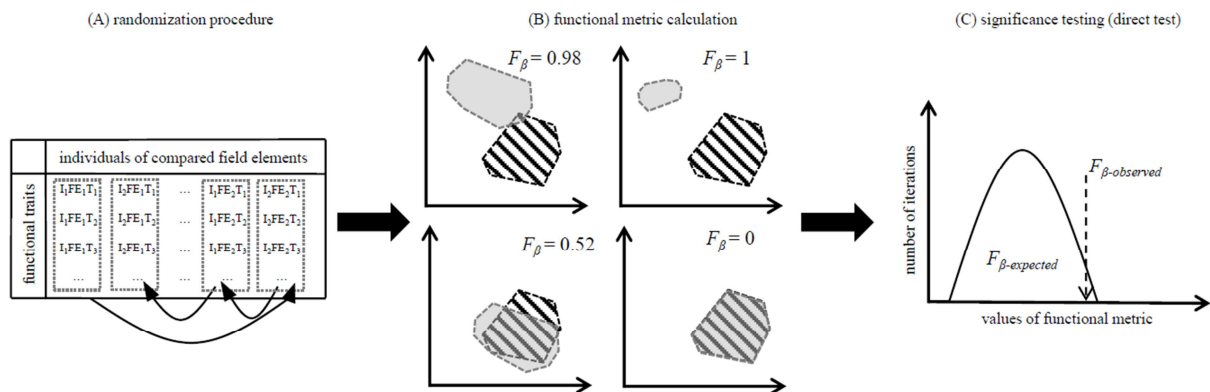 (A) randomization procedure
individuals of compared field elements
functional traits
I₁FE₁T₁ I₂FE₁T₁ ... I₁FE₂T₁ I₂FE₂T₁
I₁FE₁T₂ I₂FE₁T₂ ... I₁FE₂T₂ I₂FE₂T₂
I₁FE₁T₃ I₂FE₁T₃ ... I₁FE₂T₃ I₂FE₂T₃
... ... ... ... ...
(B) functional metric calculation
Fβ = 0.98
Fβ = 1
Fβ = 0.52
Fβ = 0
(C) significance testing (direct test)
number of iterations
Fβ-observed
Fβ-expected
values of functional metric